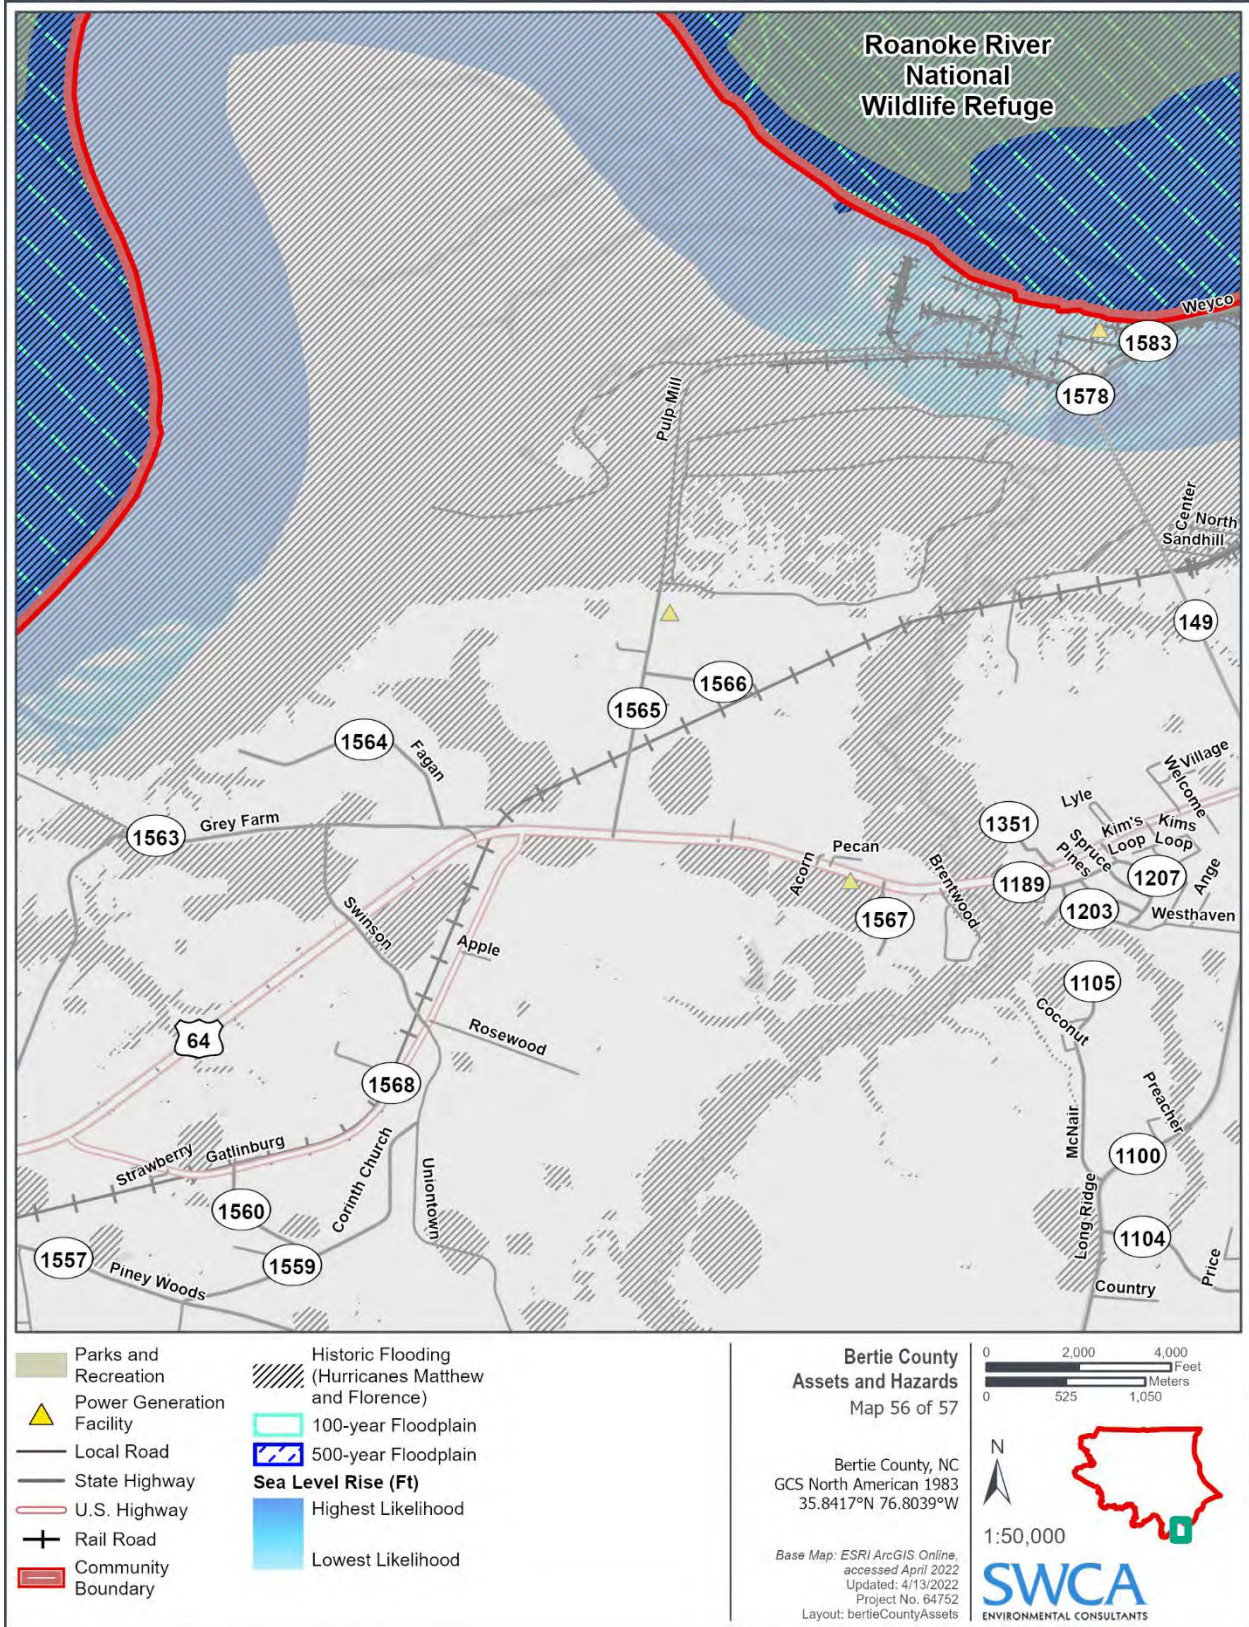 Roanoke River
National
Wildlife Refuge
Weyco
1583
1578
Pulp Mill
Center
North
Sandhill
149
1566
1565
1564
Fagan
Village
Welcome
Lyle
1563
Grey Farm
1351
Kim's
Loop
Kims
Loop
Pecan
Spruce
Pines
Acorn
Brentwood
1189
1207
Ange
1567
1203
Westhaven
Swinson
Apple
1105
Coconut
64
Rosewood
1568
Preacher
McNair
Strawberry
Gatlinburg
Corinth Church
Uniontown
1100
1560
Long Ridge
1104
1557
1559
Piney Woods
Price
Country
Parks and
Recreation
Power Generation
Facility
Local Road
State Highway
U.S. Highway
Rail Road
Community
Boundary
Historic Flooding
(Hurricanes Matthew
and Florence)
100-year Floodplain
500-year Floodplain
Sea Level Rise (Ft)
Highest Likelihood
Lowest Likelihood
Bertie County
Assets and Hazards
Map 56 of 57
Bertie County, NC
GCS North American 1983
35.8417°N 76.8039°W
Base Map: ESRI ArcGIS Online,
accessed April 2022
Updated: 4/13/2022
Project No. 64752
Layout: bertieCountyAssets
0 2,000 4,000
Feet
Meters
0 525 1,050
N
1:50,000
SWCA
ENVIRONMENTAL CONSULTANTS